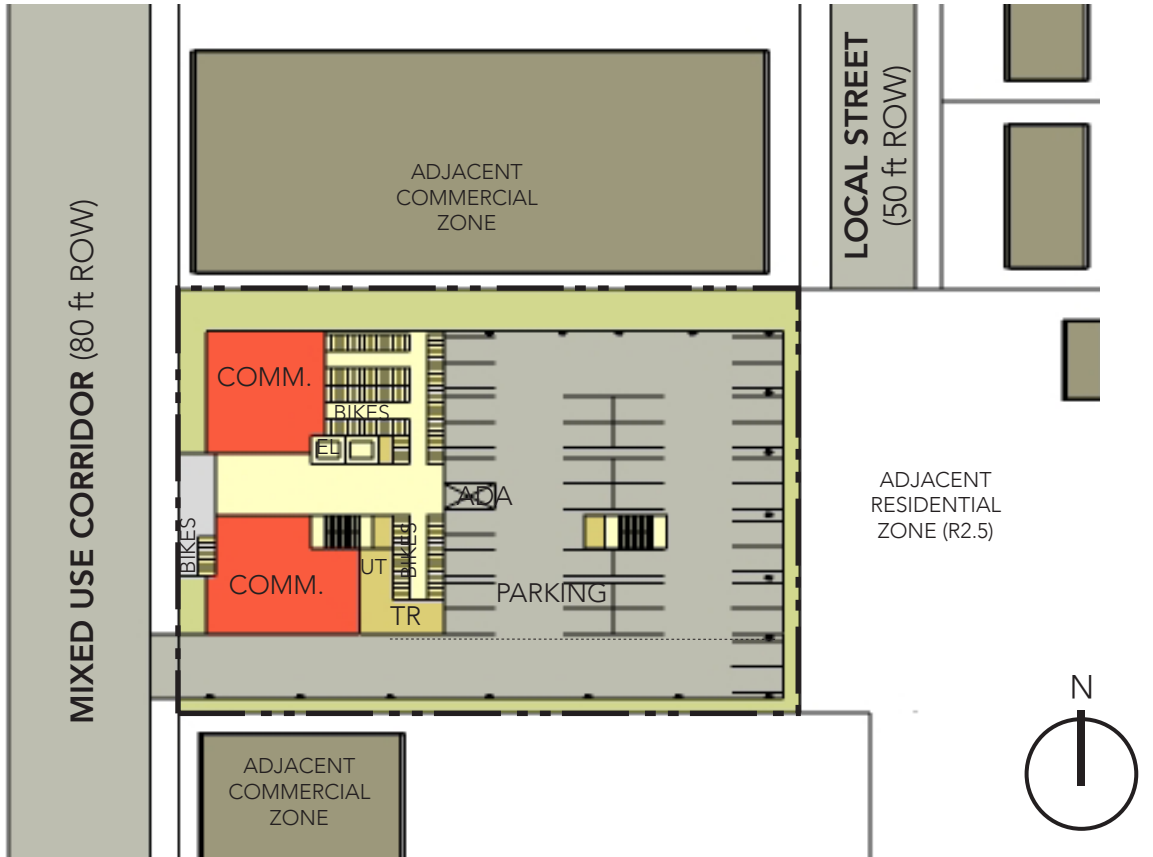 MIXED USE CORRIDOR (80 ft ROW)
ADJACENT
COMMERCIAL
ZONE
LOCAL STREET
(50 ft ROW)
COMM.
BIKES
EL
ADA
BIKES
BIKES
UT
COMM.
TR
PARKING
ADJACENT
RESIDENTIAL
ZONE (R2.5)
ADJACENT
COMMERCIAL
ZONE
N